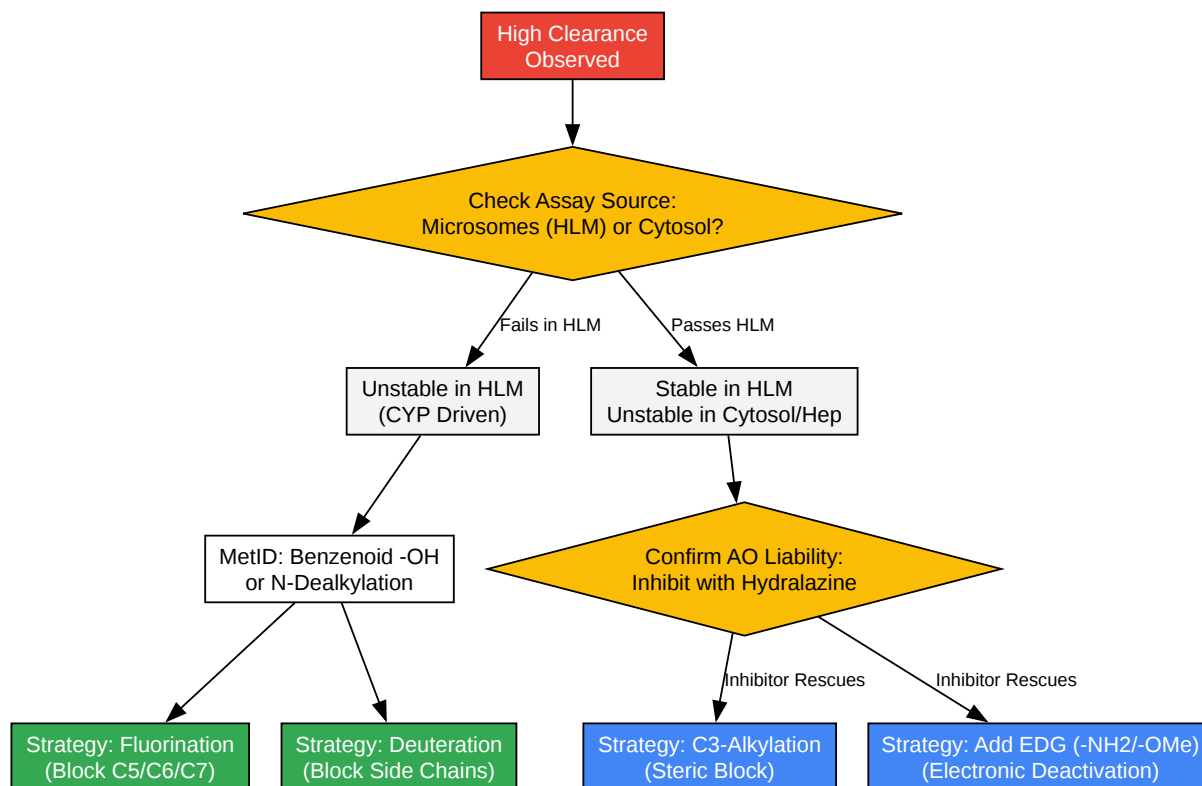 High Clearance
Observed
Check Assay Source:
Microsomes (HLM) or Cytosol?
Fails in HLM
Passes HLM
Unstable in HLM
(CYP Driven)
Stable in HLM
Unstable in Cytosol/Hep
MetID: Benzenoid -OH
or N-Dealkylation
Confirm AO Liability:
Inhibit with Hydralazine
Inhibitor Rescues
Inhibitor Rescues
Strategy: Fluorination
(Block C5/C6/C7)
Strategy: Deuteration
(Block Side Chains)
Strategy: C3-Alkylation
(Steric Block)
Strategy: Add EDG (-NH2/-OMe)
(Electronic Deactivation)